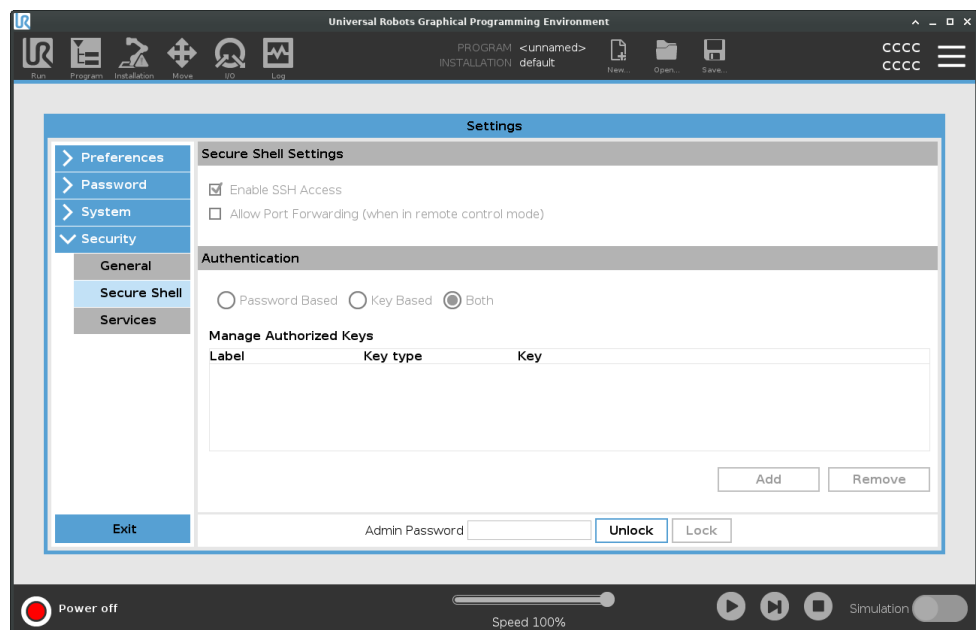 Universal Robots Graphical Programming Environment
UR
Run
Program
Installation
Move
I/O
Log
PROGRAM <unnamed>
INSTALLATION default
New...
Open...
Save...
CCCC
CCCC
Settings
Preferences
Password
System
Security
General
Secure Shell
Services
Exit
Secure Shell Settings
Enable SSH Access
Allow Port Forwarding (when in remote control mode)
Authentication
Password Based Key Based Both
Manage Authorized Keys
Label Key type Key
Add Remove
Admin Password Unlock Lock
Power off
Speed 100%
Simulation